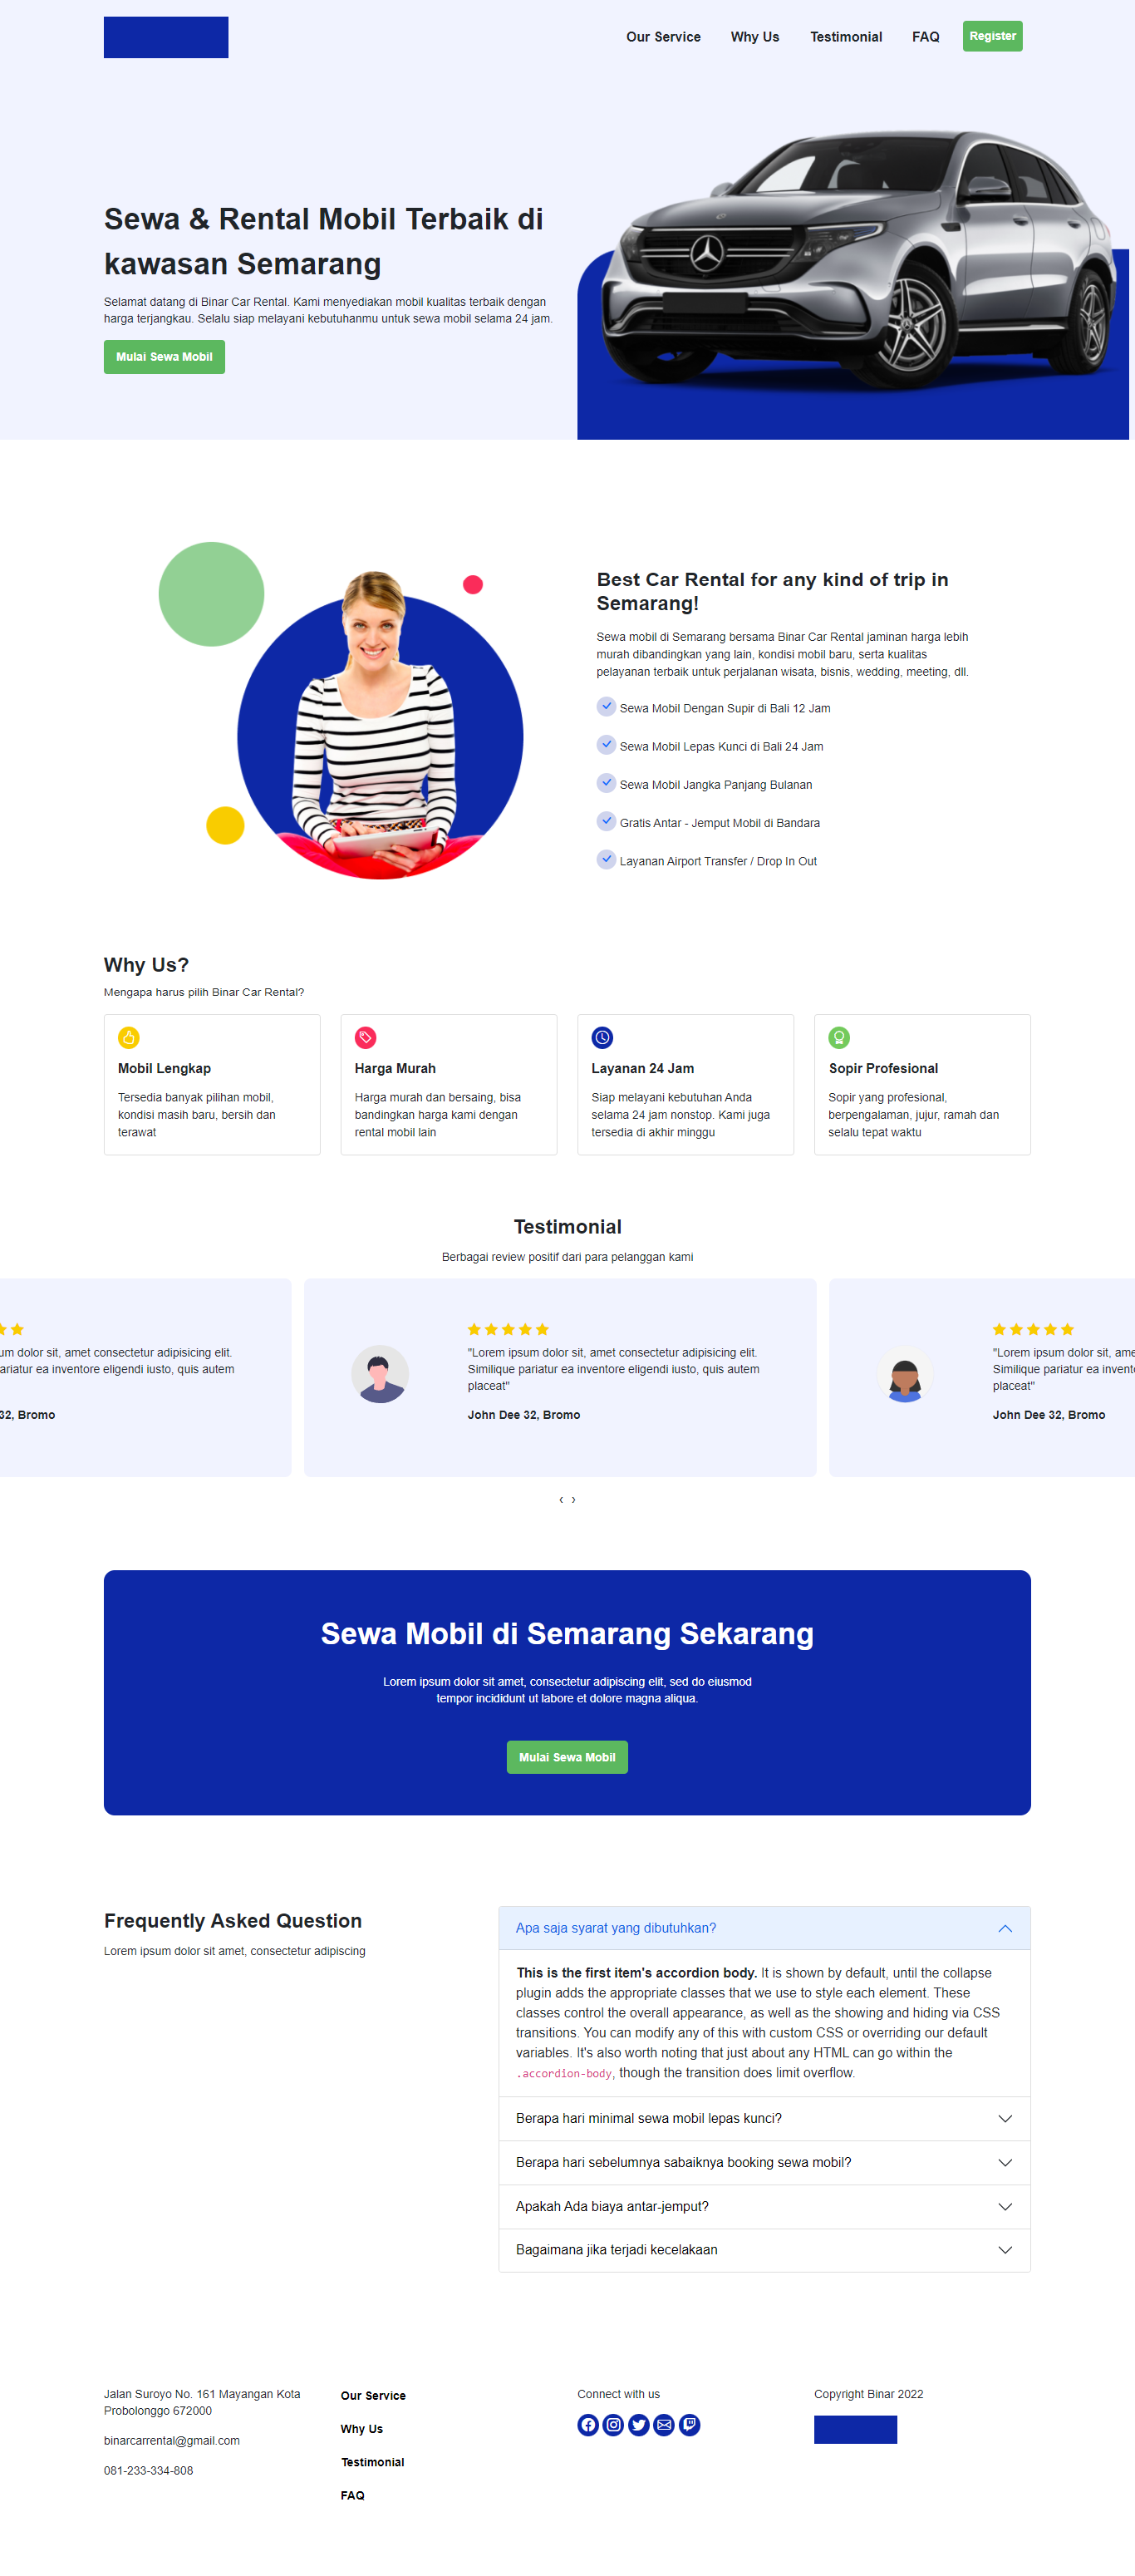 Our Service
Why Us
Testimonial
FAQ
Register
Sewa & Rental Mobil Terbaik di
kawasan Semarang
Selamat datang di Binar Car Rental. Kami menyediakan mobil kualitas terbaik dengan
harga terjangkau. Selalu siap melayani kebutuhanmu untuk sewa mobil selama 24 jam.
Mulai Sewa Mobil
Best Car Rental for any kind of trip in
Semarang!
Sewa mobil di Semarang bersama Binar Car Rental jaminan harga lebih
murah dibandingkan yang lain, kondisi mobil baru, serta kualitas
pelayanan terbaik untuk perjalanan wisata, bisnis, wedding, meeting, dll.
Sewa Mobil Dengan Supir di Bali 12 Jam
Sewa Mobil Lepas Kunci di Bali 24 Jam
Sewa Mobil Jangka Panjang Bulanan
Gratis Antar - Jemput Mobil di Bandara
Layanan Airport Transfer / Drop In Out
Why Us?
Mengapa harus pilih Binar Car Rental?
Mobil Lengkap
Tersedia banyak pilihan mobil,
kondisi masih baru, bersih dan
terawat
Harga Murah
Harga murah dan bersaing, bisa
bandingkan harga kami dengan
rental mobil lain
Layanan 24 Jam
Siap melayani kebutuhan Anda
selama 24 jam nonstop. Kami juga
tersedia di akhir minggu
Sopir Profesional
Sopir yang profesional,
berpengalaman, jujur, ramah dan
selalu tepat waktu
Testimonial
Berbagai review positif dari para pelanggan kami
um dolor sit, amet consectetur adipisicing elit.
ariatur ea inventore eligendi iusto, quis autem
32, Bromo
"Lorem ipsum dolor sit, amet consectetur adipisicing elit.
Similique pariatur ea inventore eligendi iusto, quis autem
placeat"
John Dee 32, Bromo
"Lorem ipsum dolor sit, ame
Similique pariatur ea invento
placeat"
John Dee 32, Bromo
‹ ›
Sewa Mobil di Semarang Sekarang
Lorem ipsum dolor sit amet, consectetur adipiscing elit, sed do eiusmod
tempor incididunt ut labore et dolore magna aliqua.
Mulai Sewa Mobil
Frequently Asked Question
Lorem ipsum dolor sit amet, consectetur adipiscing
Apa saja syarat yang dibutuhkan?
This is the first item's accordion body. It is shown by default, until the collapse
plugin adds the appropriate classes that we use to style each element. These
classes control the overall appearance, as well as the showing and hiding via CSS
transitions. You can modify any of this with custom CSS or overriding our default
variables. It's also worth noting that just about any HTML can go within the
.accordion-body, though the transition does limit overflow.
Berapa hari minimal sewa mobil lepas kunci?
Berapa hari sebelumnya sabaiknya booking sewa mobil?
Apakah Ada biaya antar-jemput?
Bagaimana jika terjadi kecelakaan
Jalan Suroyo No. 161 Mayangan Kota
Probolonggo 672000
binarcarrental@gmail.com
081-233-334-808
Our Service
Why Us
Testimonial
FAQ
Connect with us
Copyright Binar 2022